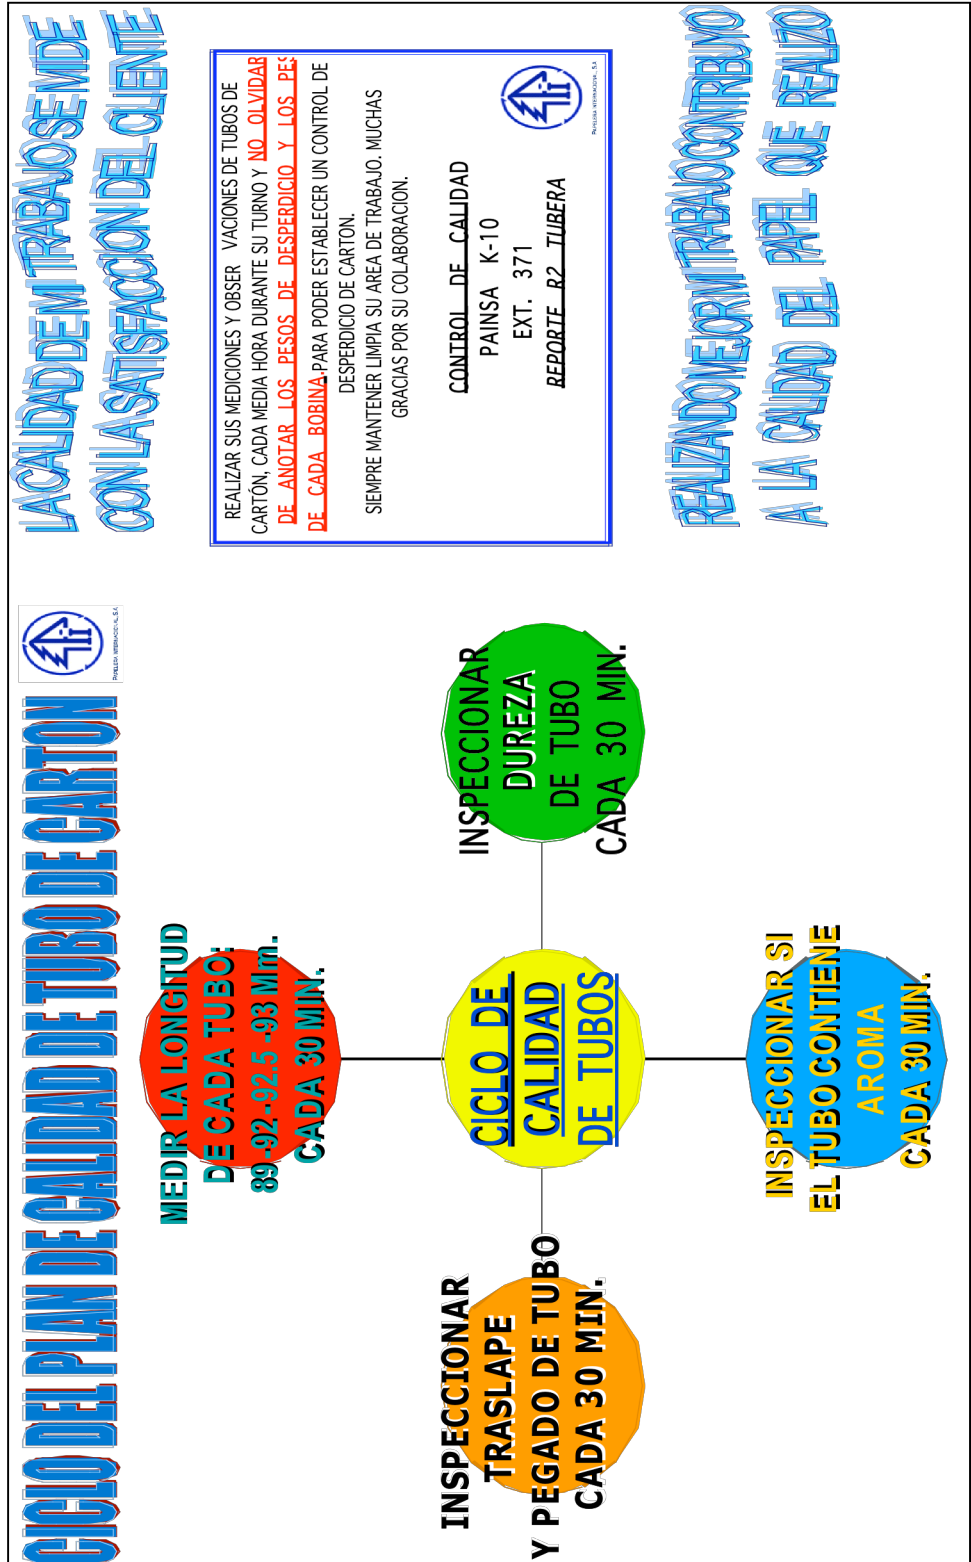 CICLO DEL PLAN DE CALIDAD DE TUBO DE CARTON
PAPELERA INTERNACIONAL, S.A
MEDIR LA LONGITUD
DE CADA TUBO:
89 -92-92.5 -93 Mm.
CADA 30 MIN.
INSPECCIONAR
TRASLAPE
Y PEGADO DE TUBO
CADA 30 MIN.
CICLO DE
CALIDAD
DE TUBOS
INSPECCIONAR
DUREZA
DE TUBO
CADA 30 MIN.
INSPECCIONAR SI
EL TUBO CONTIENE
AROMA
CADA 30 MIN.
LA CALIDAD DE MI TRABAJO SE MIDE
CON LA SATISFACCION DEL CLIENTE
REALIZAR SUS MEDICIONES Y OBSER VACIONES DE TUBOS DE
CARTÓN, CADA MEDIA HORA DURANTE SU TURNO Y NO OLVIDAR
DE ANOTAR LOS PESOS DE DESPERDICIO Y LOS PES
DE CADA BOBINA.PARA PODER ESTABLECER UN CONTROL DE
DESPERDICIO DE CARTON.
SIEMPRE MANTENER LIMPIA SU AREA DE TRABAJO. MUCHAS
GRACIAS POR SU COLABORACION.
CONTROL DE CALIDAD
PAINSA K-10
EXT. 371
REPORTE R2 TUBERA
PAPELERA INTERNACIONAL, S.A
REALIZANDO MEJOR MI TRABAJO CONTRIBUYO
A LA CALIDAD DEL PAPEL QUE REALIZO